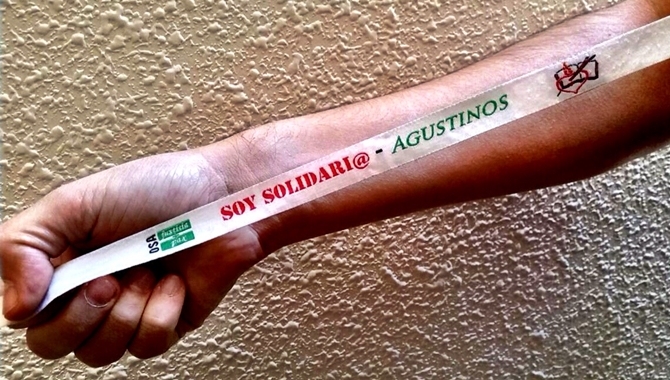 OSA
justicia
paz
SOY SOLIDARI@ - AGUSTINOS